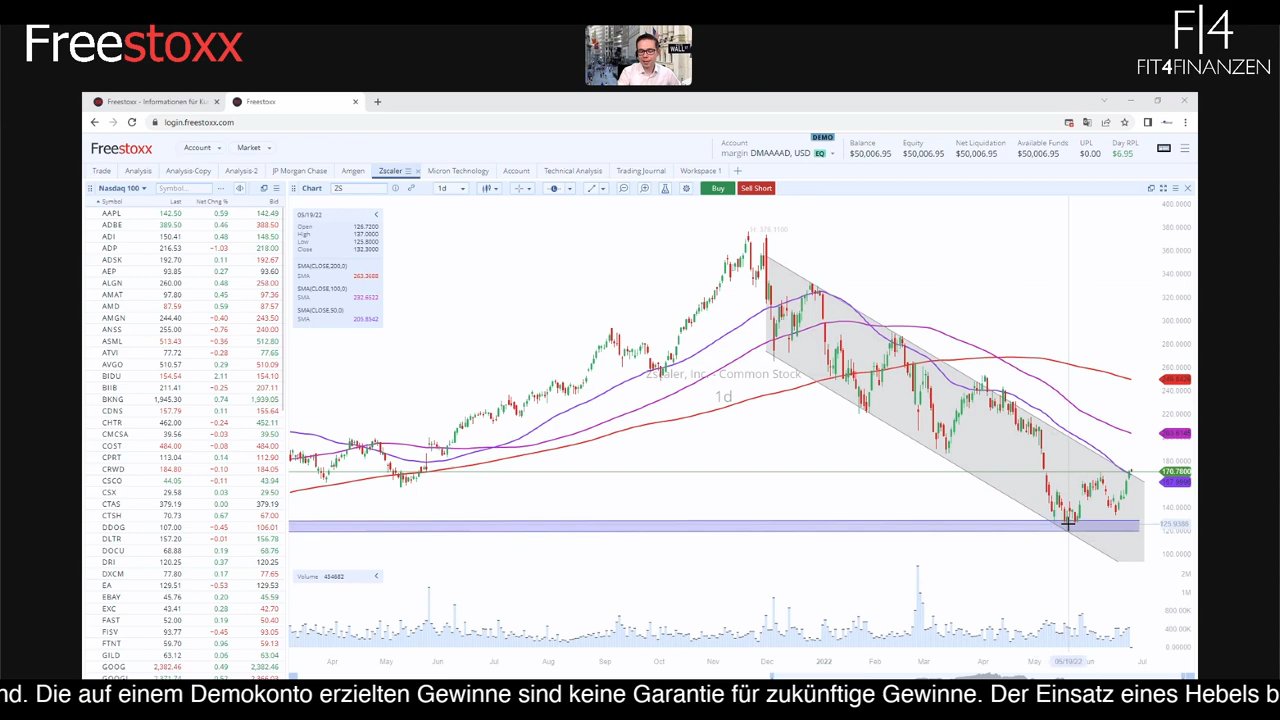 Freestoxx
WALL
F|4
FIT4FINANZEN
Freestoxx - Informationen für Ku
Freestoxx
login.freestoxx.com
Freestoxx
Account
Market
Account
margin DMAAAAD, USD
DEMO
EQ
Balance
$50,006.95
Equity
$50,006.95
Net Liquidation
$50,006.95
Available Funds
$50,006.95
UPL
$0.00
Day RPL
$6.95
Trade Analysis Analysis-Copy Analysis-2 JP Morgan Chase Amgen Zscaler Micron Technology Account Technical Analysis Trading Journal Workspace 1
Nasdaq 100 Symbol... Chart ZS 1d Buy Sell Short
Symbol Last Net Chng % Bid
AAPL 142.50 0.59 142.49
ADBE 389.50 0.46 388.50
ADI 150.41 0.48 148.50
ADP 216.53 −1.03 218.00
ADSK 192.70 0.11 192.67
AEP 93.85 0.27 93.60
ALGN 260.00 0.48 258.00
AMAT 97.80 0.45 97.36
AMD 87.59 0.59 87.57
AMGN 244.40 −0.40 243.50
ANSS 255.00 −0.76 240.00
ASML 513.43 −0.36 512.80
ATVI 77.72 −0.28 77.65
AVGO 510.57 0.29 510.09
BIDU 154.54 2.11 154.10
BIIB 211.41 −0.25 207.11
BKNG 1,945.30 0.74 1,939.05
CDNS 157.79 0.11 155.64
CHTR 462.00 −0.24 452.11
CMCSA 39.56 −0.03 39.50
COST 484.00 −0.08 484.00
CPRT 113.04 0.14 112.90
CRWD 184.80 −0.10 184.05
CSCO 44.05 −0.11 43.94
CSX 29.58 0.03 29.50
CTAS 379.19 0.00 379.19
CTSH 70.73 0.67 67.00
DDOG 107.00 −0.45 106.01
DLTR 157.20 −0.01 156.78
DOCU 68.88 0.19 68.76
DRI 120.25 0.37 120.25
DXCM 77.80 0.17 77.65
EA 129.51 −0.53 129.53
EBAY 45.76 0.20 45.59
EXC 43.41 0.28 42.70
FAST 52.00 0.19 50.40
FISV 93.77 −0.45 93.05
FTNT 59.70 0.96 59.13
GILD 63.12 0.06 63.04
GOOG 2,382.46 0.49 2,382.46
05/19/22
Open 126.7200
High 137.0000
Low 125.8000
Close 132.3000
SMA(CLOSE,200,0)
SMA 263.3688
SMA(CLOSE,100,0)
SMA 232.6522
SMA(CLOSE,50,0)
SMA 205.8342
H: 376.1100
Zscaler, Inc. - Common Stock
1d
400.0000
380.0000
360.0000
340.0000
320.0000
300.0000
280.0000
260.0000
240.0000
220.0000
180.0000
170.7800
140.0000
125.9388
120.0000
100.0000
Volume 454682
2M
1M
800.00K
400.00K
0.00000
Apr May Jun Jul Aug Sep Oct Nov Dec 2022 Feb Mar Apr May 05/19/22 un Jul
nd. Die auf einem Demokonto erzielten Gewinne sind keine Garantie für zukünftige Gewinne. Der Einsatz eines Hebels b